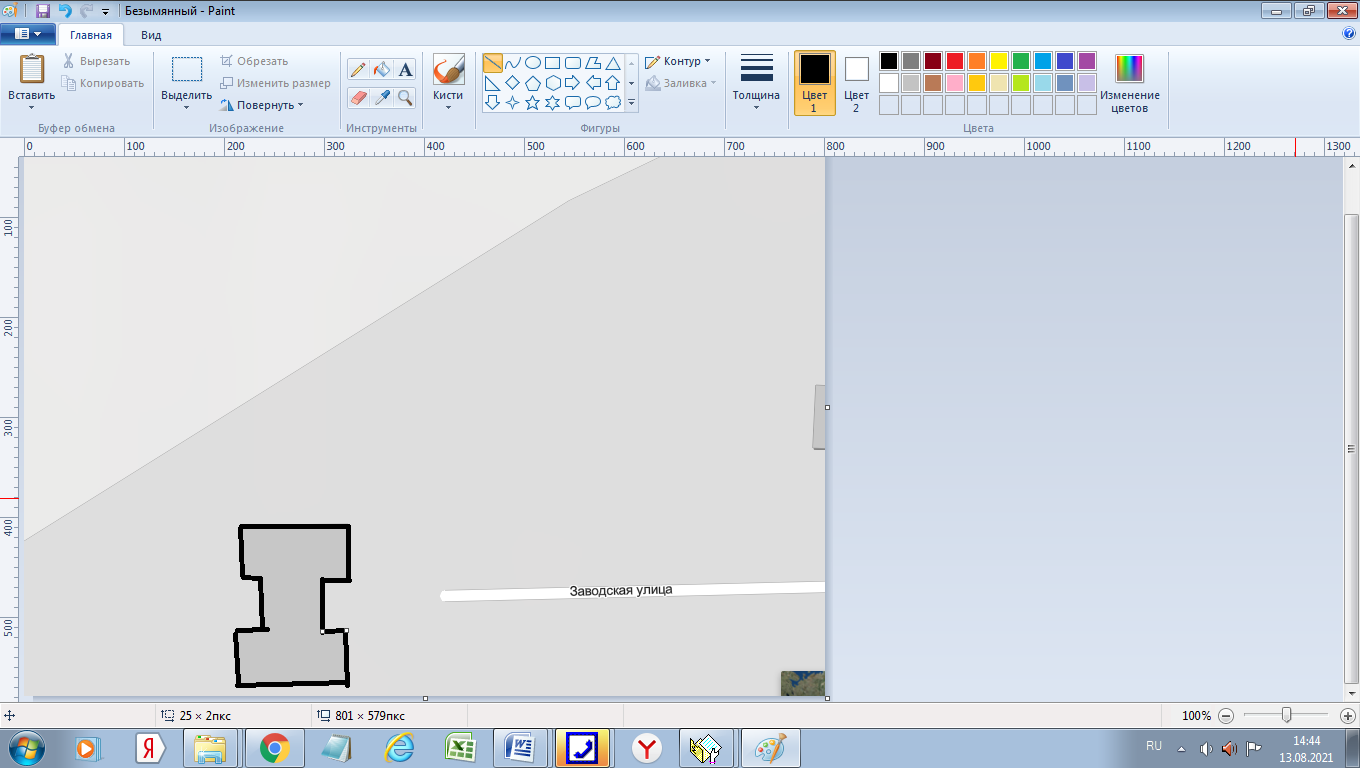 Безымянный - Paint
Главная Вид
Вставить
Вырезать
Копировать
Буфер обмена
Выделить
Обрезать
Изменить размер
Повернуть
Изображение
A
Инструменты
Кисти
Контур
Заливка
Фигуры
Толщина
Цвет
1
Цвет
2
Изменение
цветов
Цвета
0 100 200 300 400 500 600 700 800 900 1000 1100 1200 1300
100
200
300
400
500
Заводская улица
25 × 2пкс
801 × 579пкс
100%
Я
Y
RU
14:44
13.08.2021